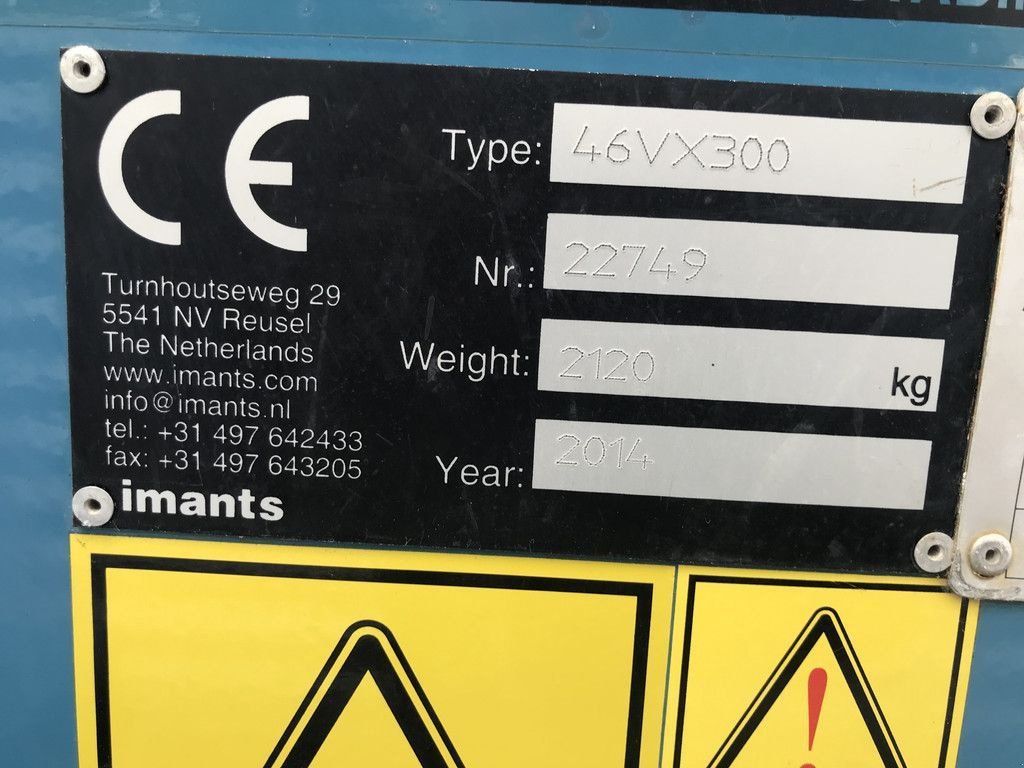 CE
Type: 46VX300
Nr.: 22749
Weight: 2120 kg
Year: 2014
Turnhoutseweg 29
5541 NV Reusel
The Netherlands
www.imants.com
info@imants.nl
tel.: +31 497 642433
fax: +31 497 643205
imants
!